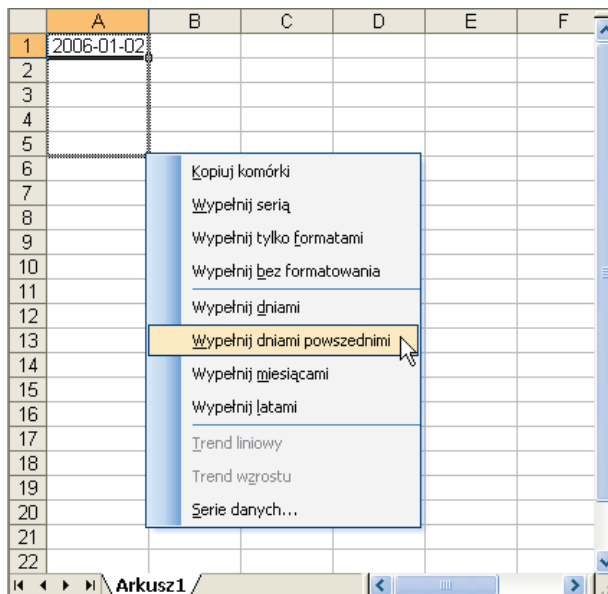 A B C D E F
1 2006-01-02
2
3
4
5
6
7
8
9
10
11
12
13
14
15
16
17
18
19
20
21
22
Kopiuj komórki
Wypełnij serią
Wypełnij tylko formatami
Wypełnij bez formatowania
Wypełnij dniami
Wypełnij dniami powszednimi
Wypełnij miesiącami
Wypełnij latami
Trend liniowy
Trend wzrostu
Serie danych...
Arkusz1